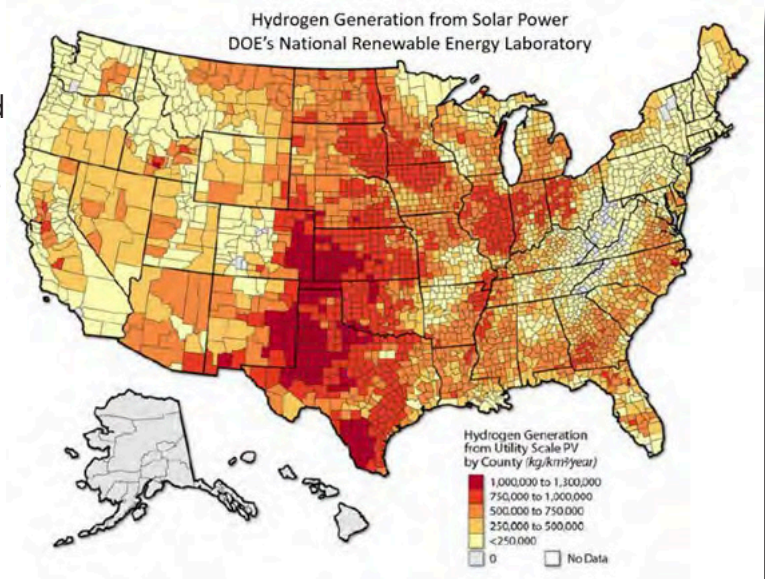 Hydrogen Generation from Solar Power
DOE's National Renewable Energy Laboratory
d
Hydrogen Generation
from Utility Scale PV
by County (kg/km²/year)
1,000,000 to 1,300,000
750,000 to 1,000,000
500,000 to 750,000
250,000 to 500,000
<250,000
0 No Data